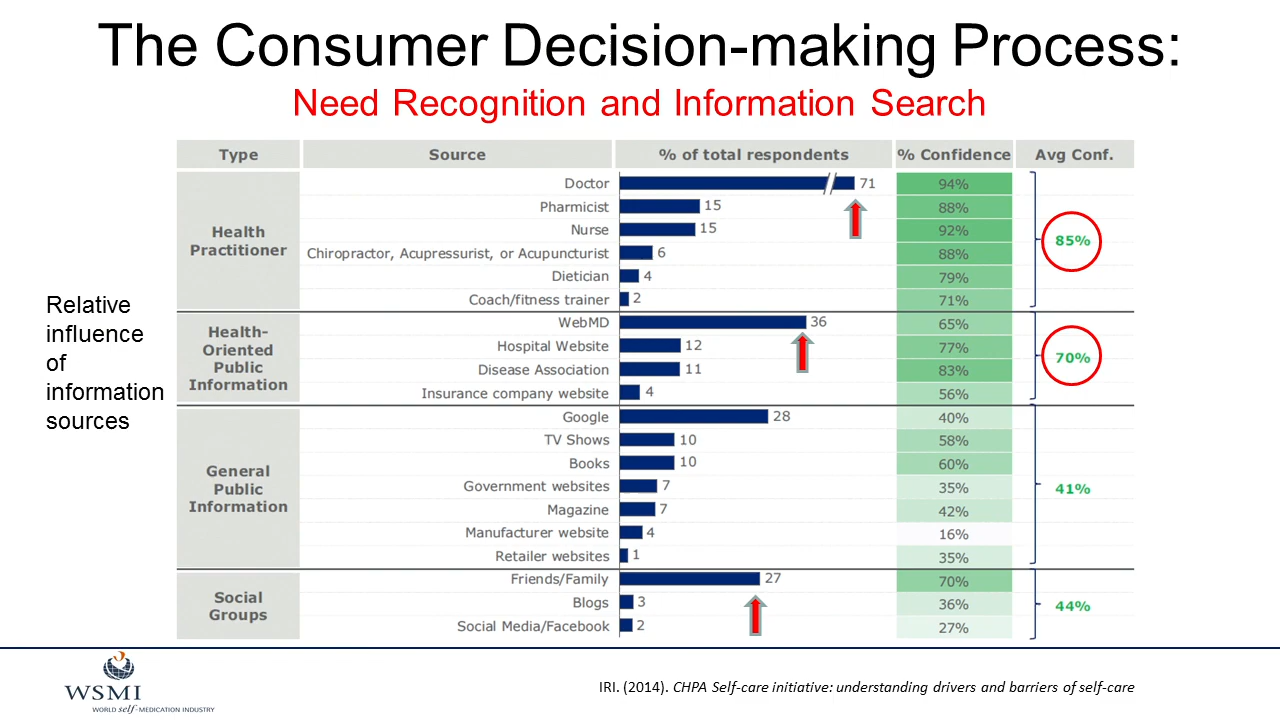 The Consumer Decision-making Process:
Need Recognition and Information Search
Relative
influence
of
information
sources
Type Source % of total respondents % Confidence Avg Conf.
Health
Practitioner
Doctor 71 94%
Pharmicist 15 88%
Nurse 15 92%
Chiropractor, Acupressurist, or Acupuncturist 6 88%
Dietician 4 79%
Coach/fitness trainer 2 71%
85%
Health-
Oriented
Public
Information
WebMD 36 65%
Hospital Website 12 77%
Disease Association 11 83%
Insurance company website 4 56%
70%
General
Public
Information
Google 28 40%
TV Shows 10 58%
Books 10 60%
Government websites 7 35%
Magazine 7 42%
Manufacturer website 4 16%
Retailer websites 1 35%
41%
Social
Groups
Friends/Family 27 70%
Blogs 3 36%
Social Media/Facebook 2 27%
44%
WSMI
WORLD self-MEDICATION INDUSTRY
IRI. (2014). CHPA Self-care initiative: understanding drivers and barriers of self-care